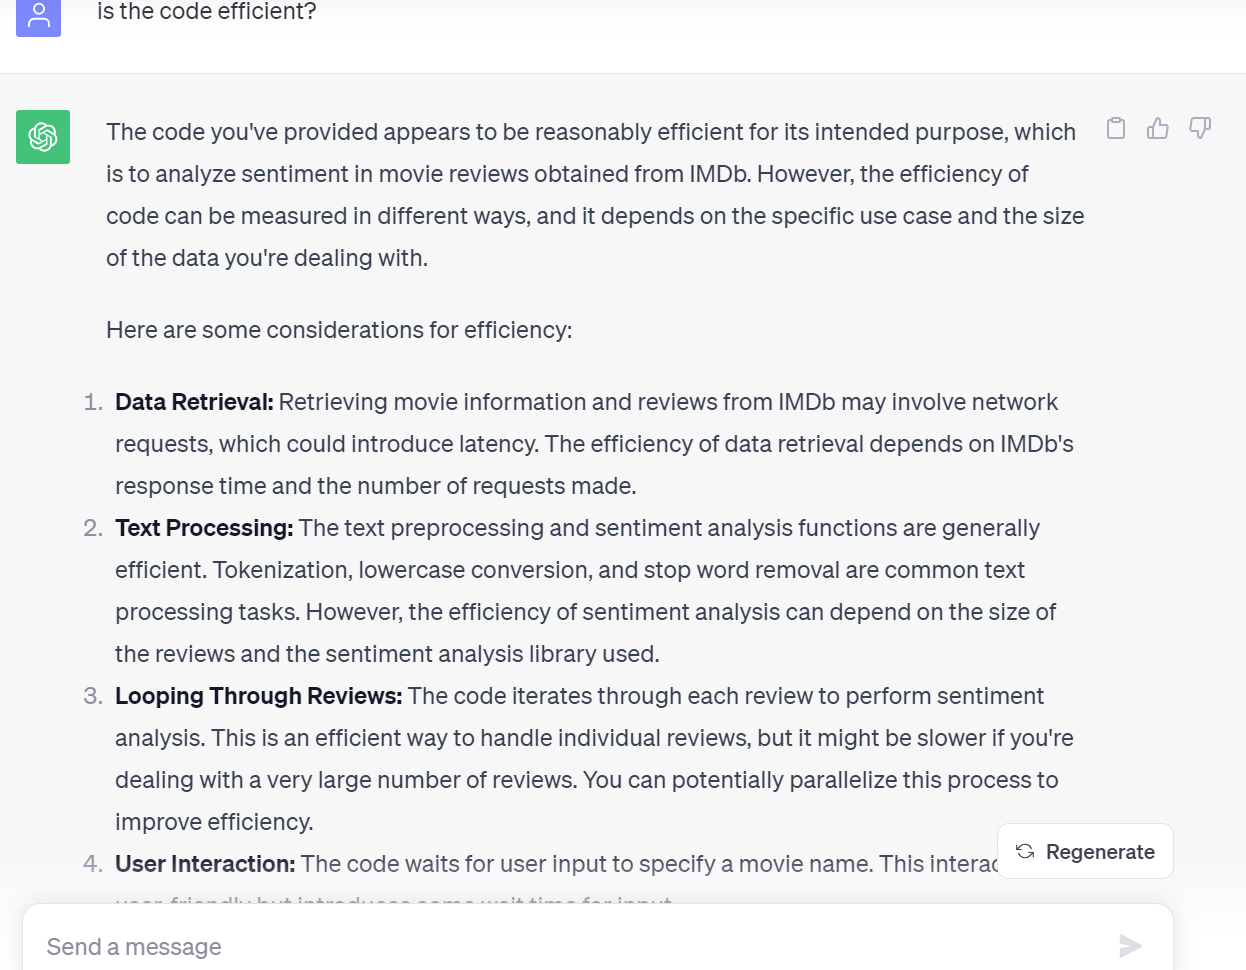 is the code efficient?
The code you've provided appears to be reasonably efficient for its intended purpose, which
is to analyze sentiment in movie reviews obtained from IMDb. However, the efficiency of
code can be measured in different ways, and it depends on the specific use case and the size
of the data you're dealing with.
Here are some considerations for efficiency:
1. Data Retrieval: Retrieving movie information and reviews from IMDb may involve network
requests, which could introduce latency. The efficiency of data retrieval depends on IMDb's
response time and the number of requests made.
2. Text Processing: The text preprocessing and sentiment analysis functions are generally
efficient. Tokenization, lowercase conversion, and stop word removal are common text
processing tasks. However, the efficiency of sentiment analysis can depend on the size of
the reviews and the sentiment analysis library used.
3. Looping Through Reviews: The code iterates through each review to perform sentiment
analysis. This is an efficient way to handle individual reviews, but it might be slower if you're
dealing with a very large number of reviews. You can potentially parallelize this process to
improve efficiency.
4. User Interaction: The code waits for user input to specify a movie name. This interac
user-friendly but introduces some wait time for input.
Regenerate
Send a message